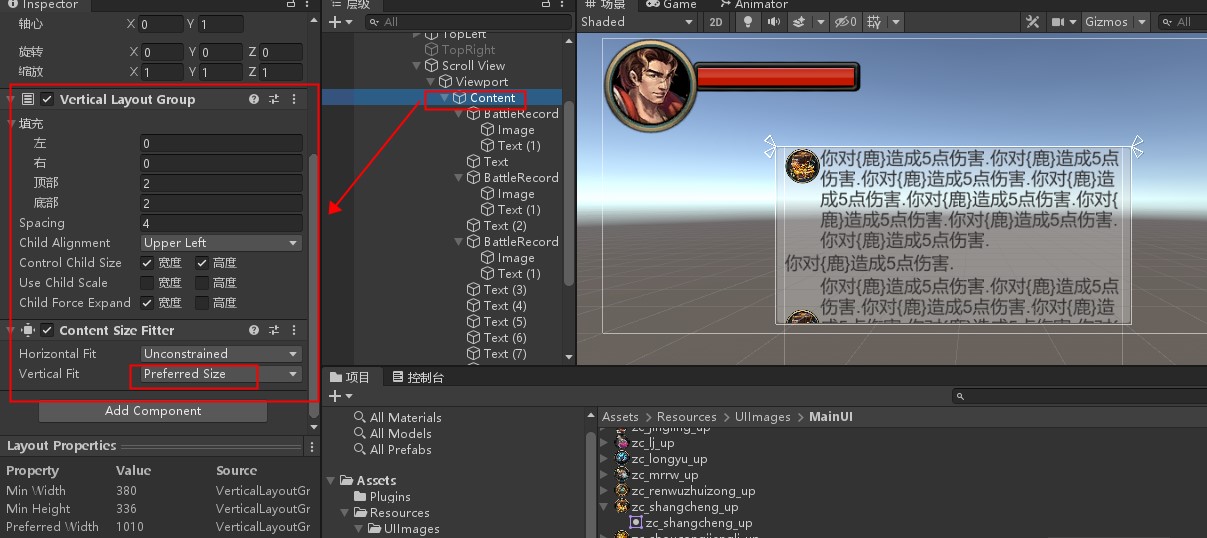 Inspector
轴心 X 0 Y 1
旋转 X 0 Y 0 Z 0
缩放 X 1 Y 1 Z 1
Vertical Layout Group
填充
左 0
右 0
顶部 2
底部 2
Spacing 4
Child Alignment Upper Left
Control Child Size 宽度 高度
Use Child Scale 宽度 高度
Child Force Expand 宽度 高度
Content Size Fitter
Horizontal Fit Unconstrained
Vertical Fit Preferred Size
Add Component
Layout Properties
Property Value Source
Min Width 380 VerticalLayoutGr
Min Height 336 VerticalLayoutGr
Preferred Width 1010 VerticalLayoutGr
层级
All
TopLeft
TopRight
Scroll View
Viewport
Content
BattleRecord
Image
Text (1)
Text
BattleRecord
Image
Text (1)
Text (2)
BattleRecord
Image
Text (1)
Text (3)
Text (4)
Text (5)
Text (6)
Text (7)
场景 Game Animator
Shaded 2D 0 Gizmos All
你对{鹿}造成5点伤害.你对{鹿}造成5点
伤害.你对{鹿}造成5点伤害.你对{鹿}造
成5点伤害.你对{鹿}造成5点伤害.你对{
鹿}造成5点伤害.你对{鹿}造成5点伤害.
你对{鹿}造成5点伤害.
你对{鹿}造成5点伤害.
你对{鹿}造成5点伤害.你对{鹿}造成5点
伤害.你对{鹿}造成5点伤害.你对{鹿}造
成5点伤害.你对{鹿}造成5点伤害.你对{
项目 控制台
All Materials
All Models
All Prefabs
Assets
Plugins
Resources
UIImages
Assets > Resources > UIImages > MainUI
zc_jingling_up
zc_lj_up
zc_longyu_up
zc_mrrw_up
zc_renwuzhuizong_up
zc_shangcheng_up
zc_shangcheng_up